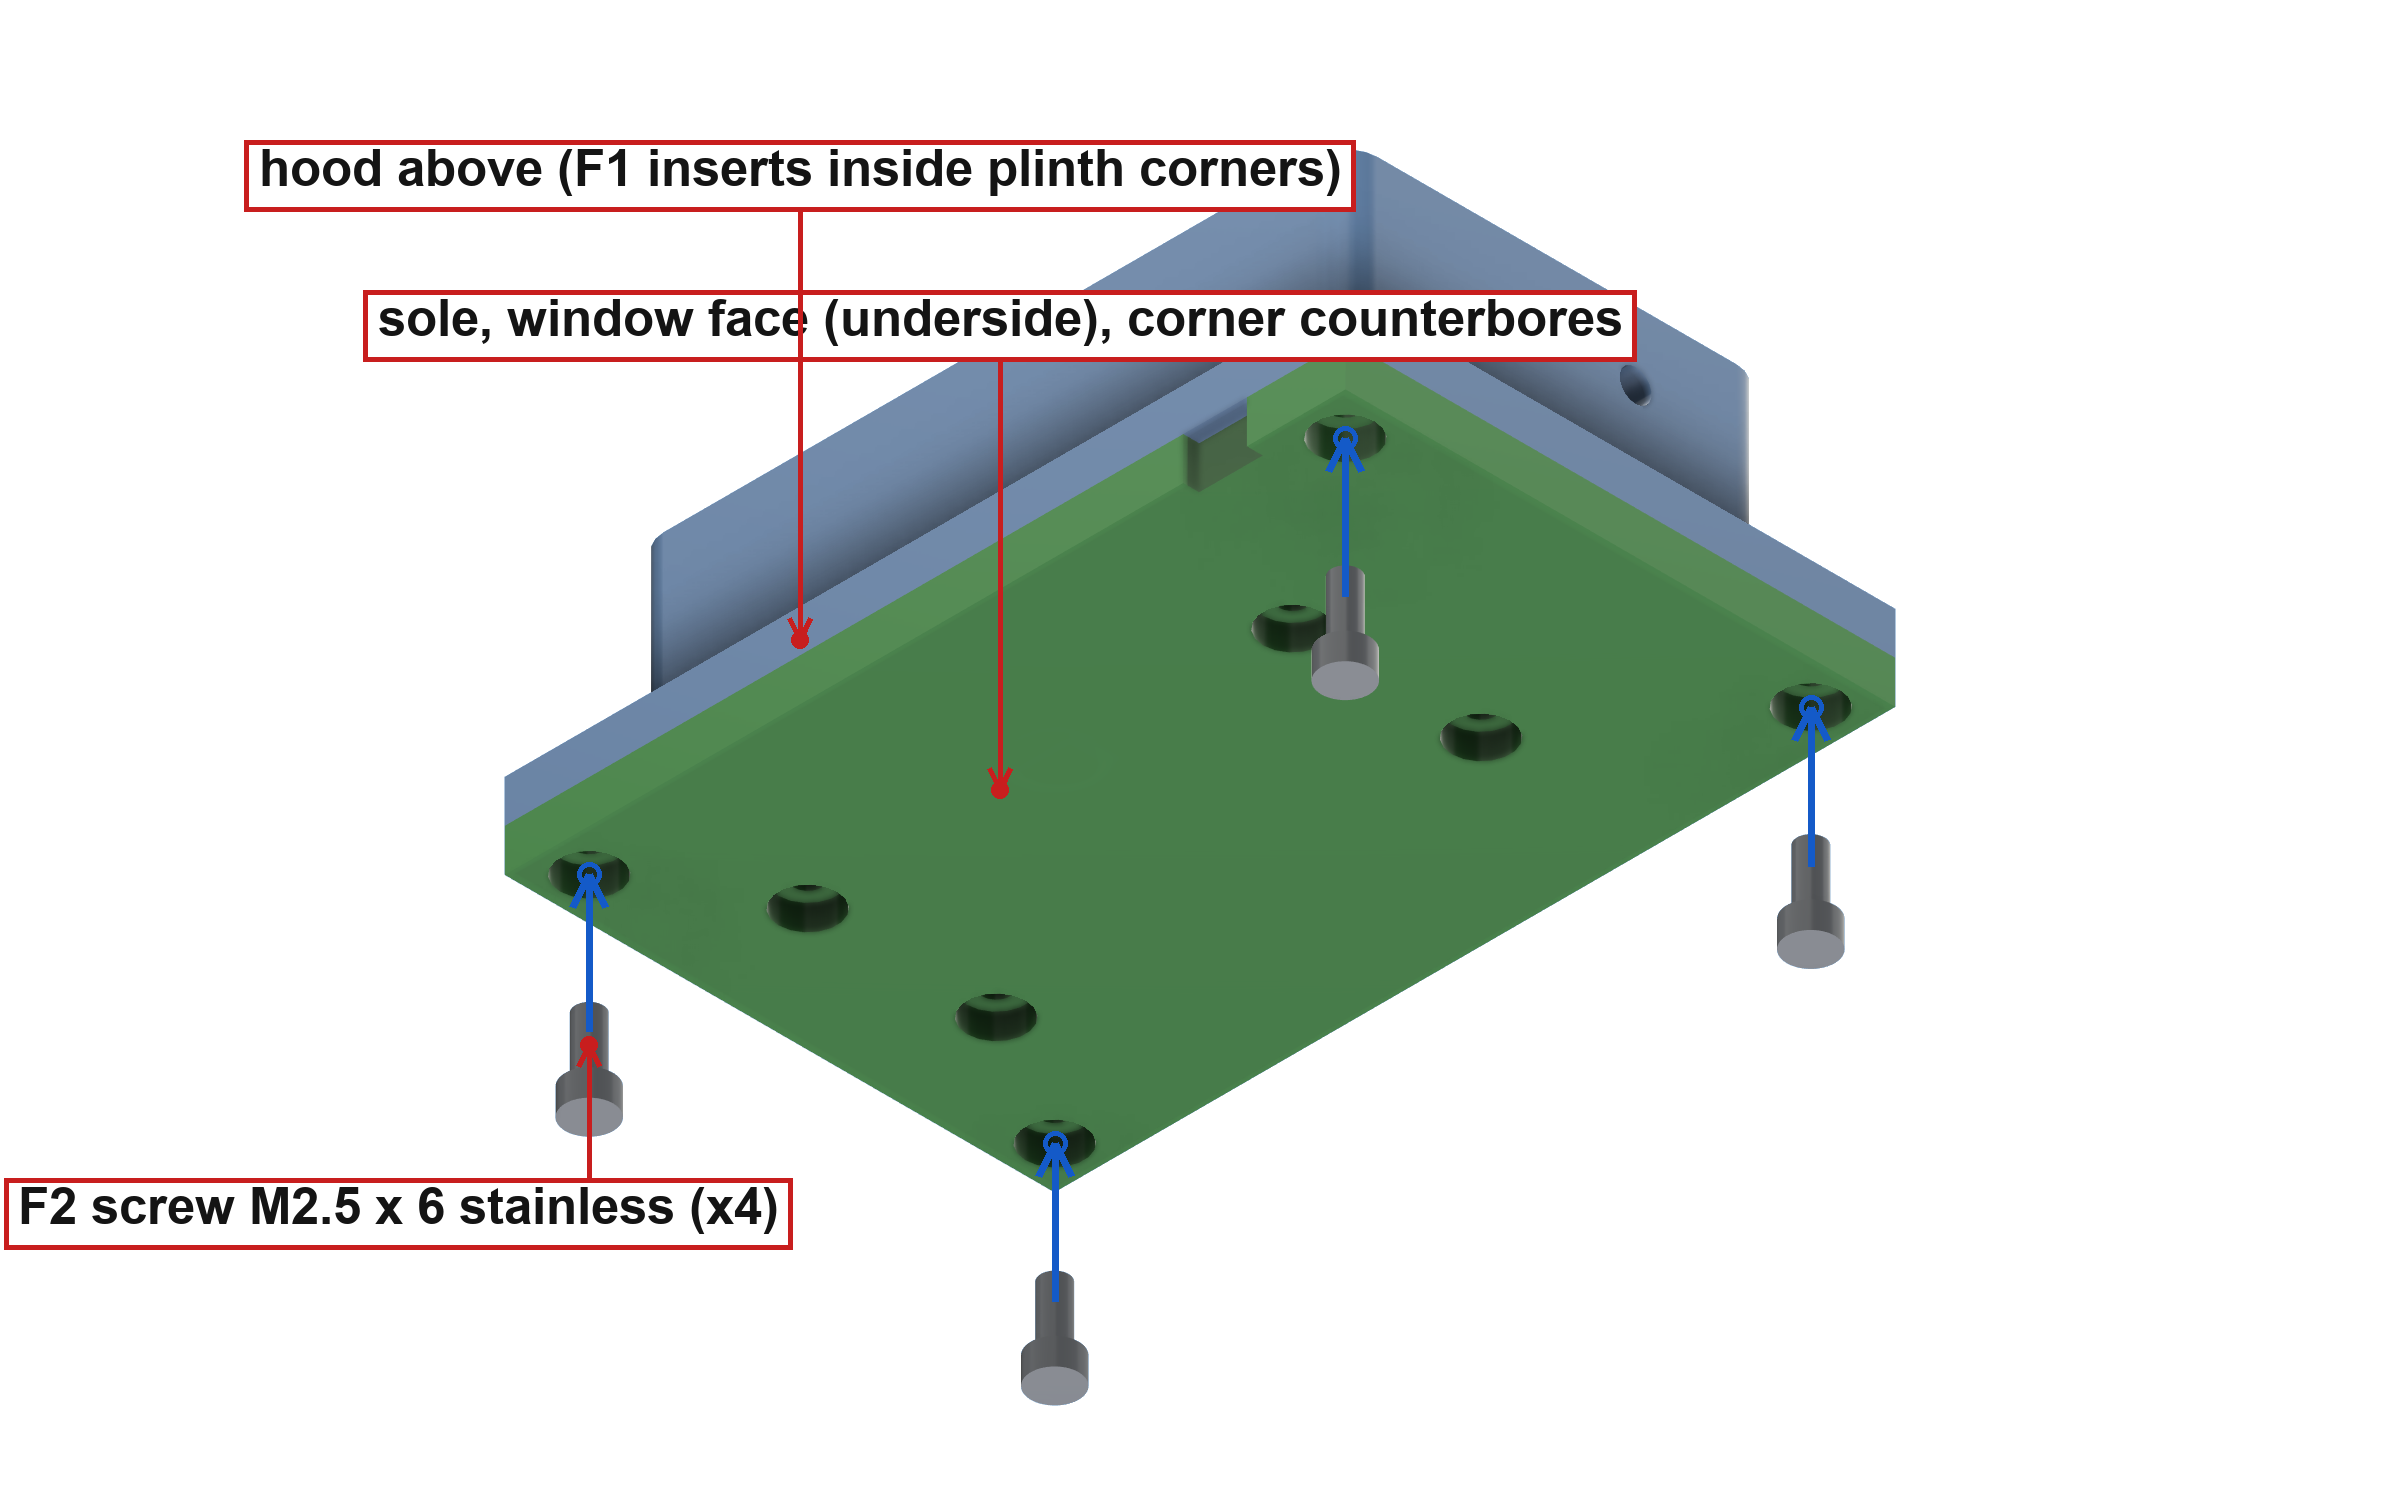 hood above (F1 inserts inside plinth corners)
sole, window face (underside), corner counterbores
F2 screw M2.5 x 6 stainless (x4)